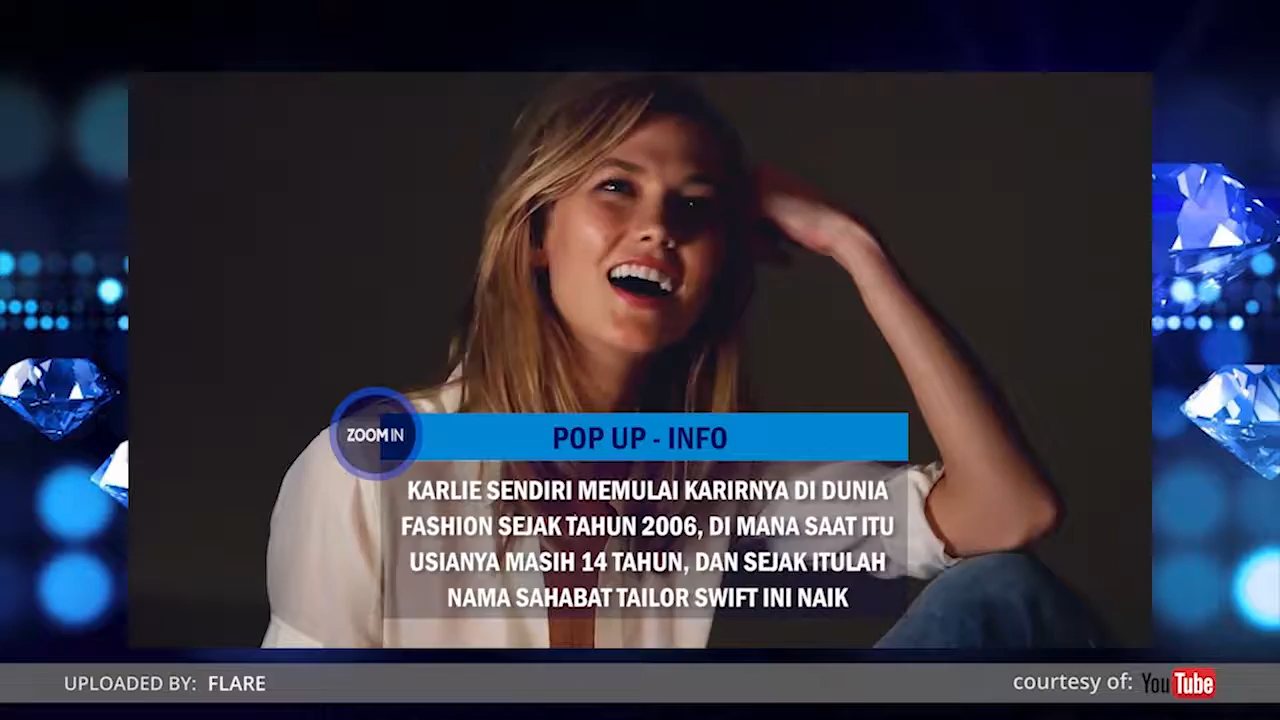 ZOOM IN
POP UP - INFO
KARLIE SENDIRI MEMULAI KARIRNYA DI DUNIA
FASHION SEJAK TAHUN 2006, DI MANA SAAT ITU
USIANYA MASIH 14 TAHUN, DAN SEJAK ITULAH
NAMA SAHABAT TAILOR SWIFT INI NAIK
UPLOADED BY: FLARE
courtesy of: YouTube